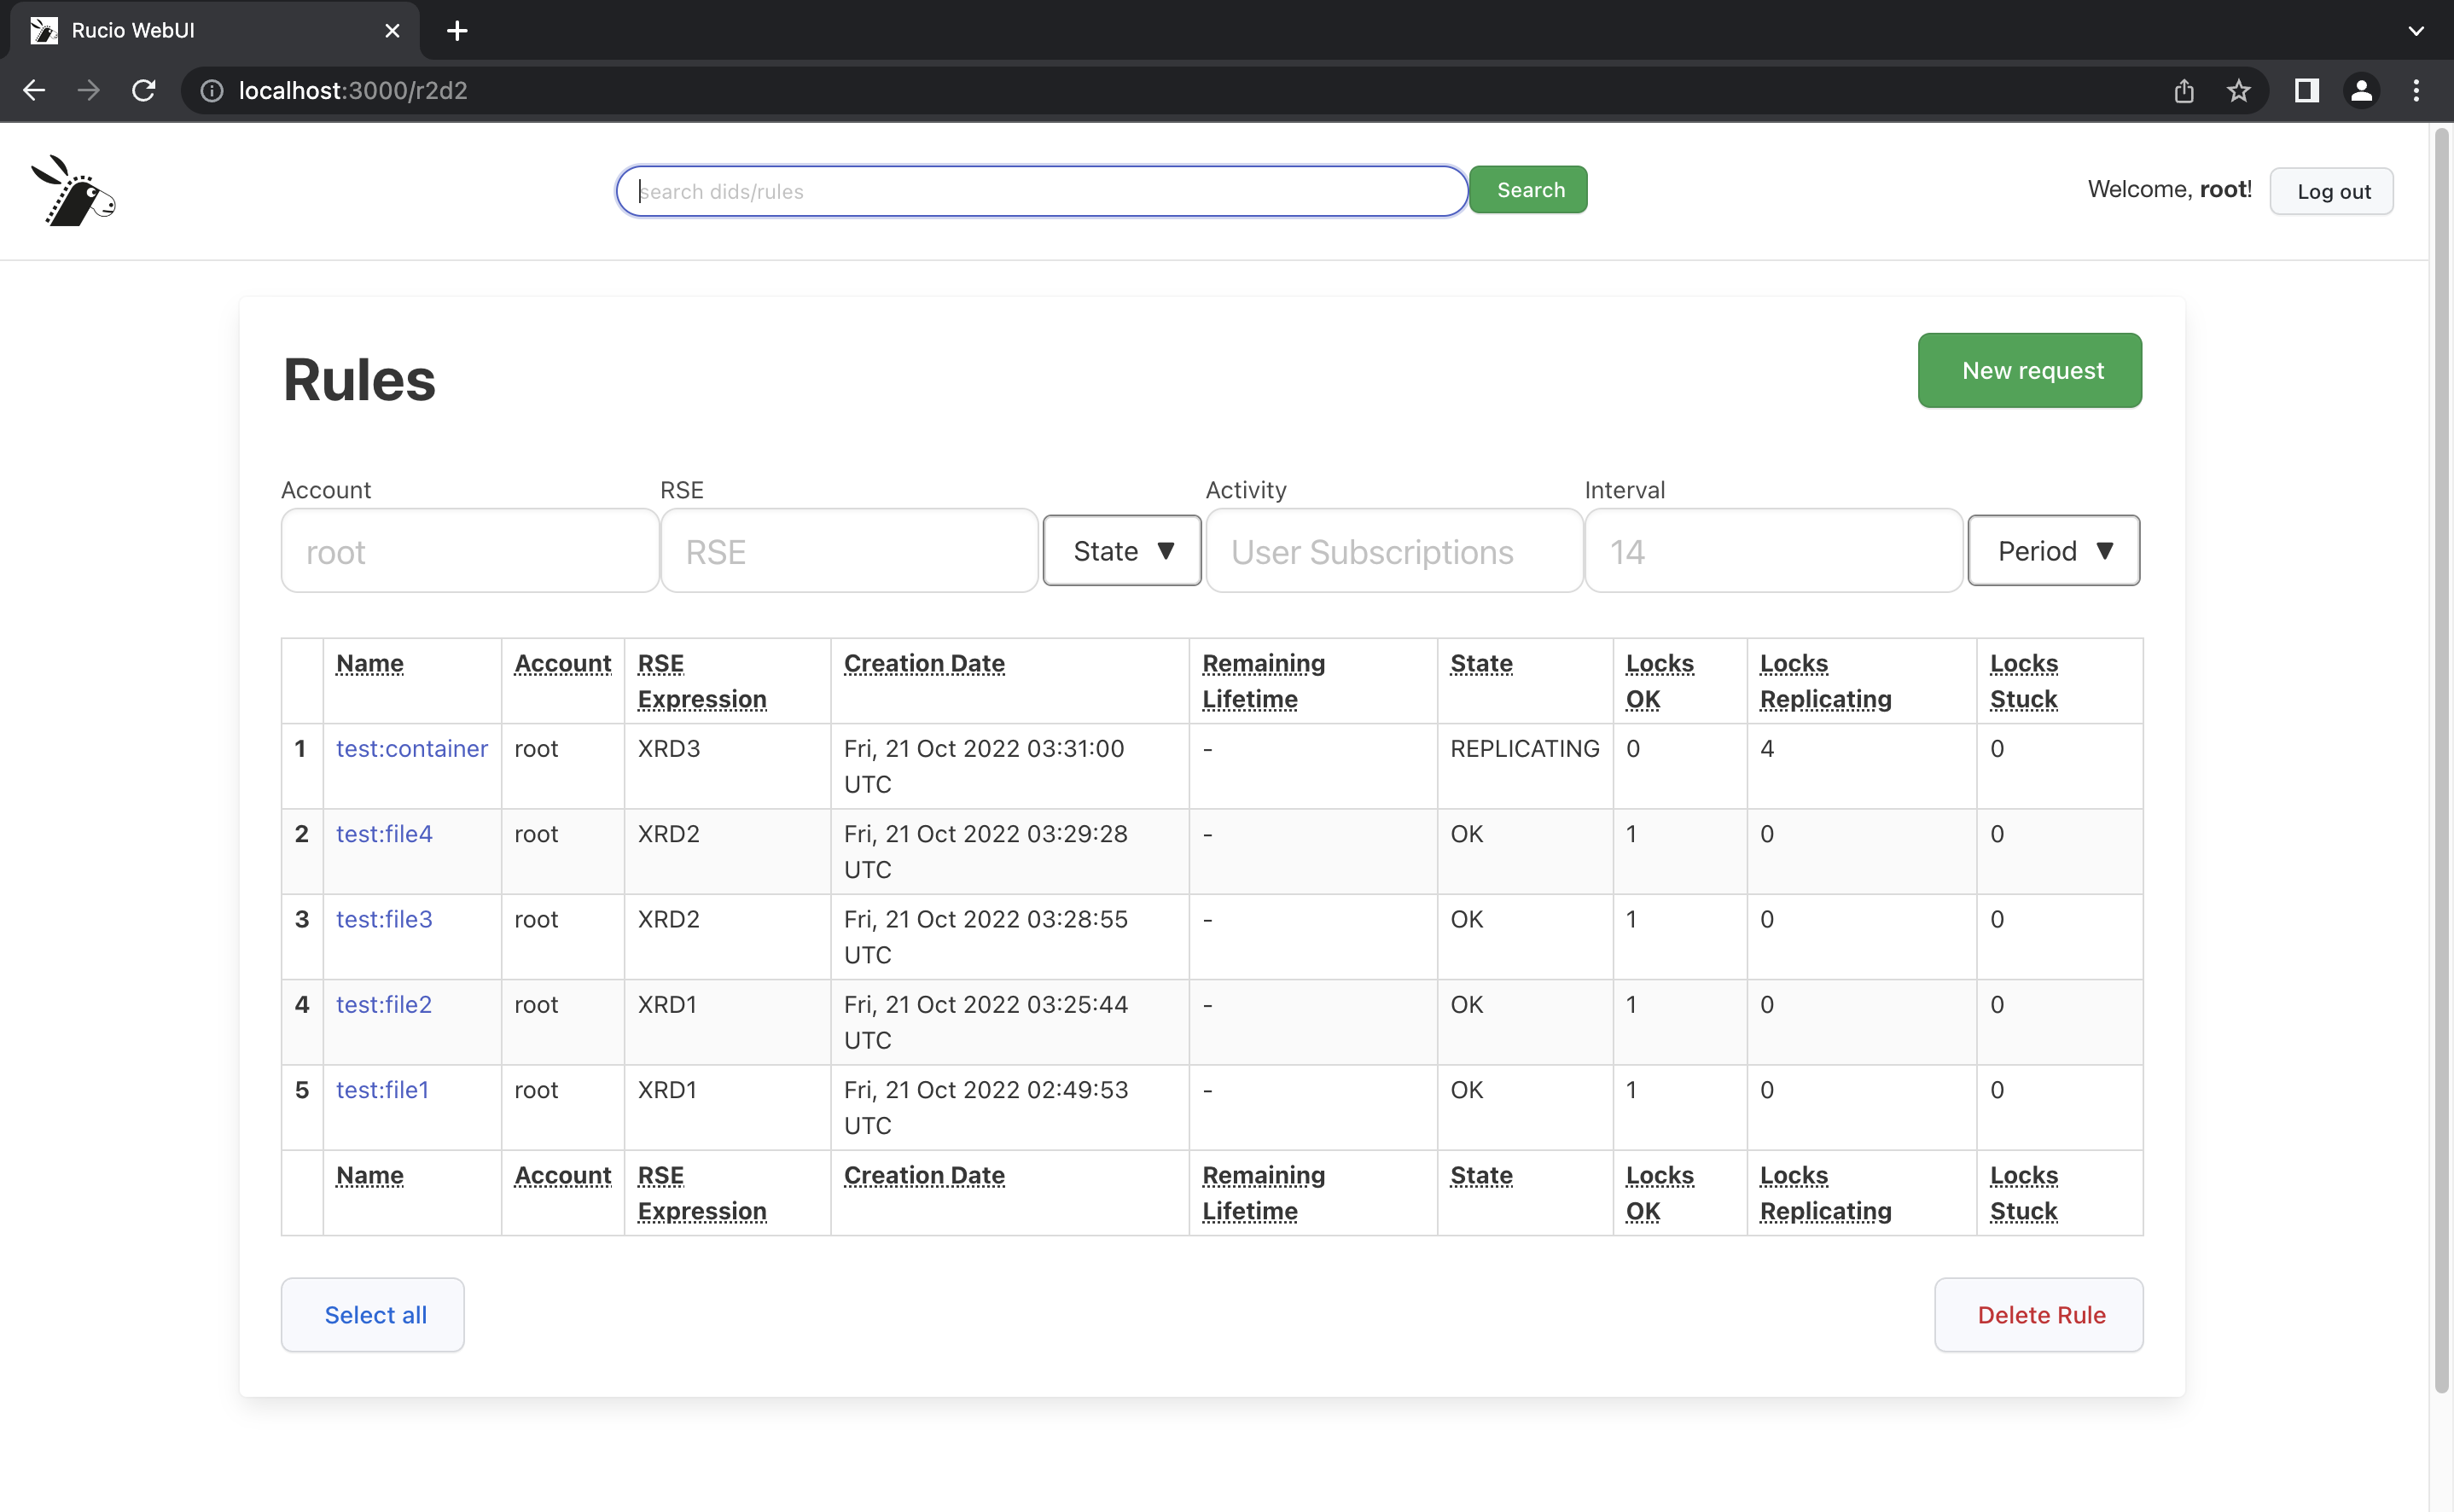 Rucio WebUI
localhost:3000/r2d2
search dids/rules
Search
Welcome, root!
Log out
Rules
New request
Account RSE Activity Interval
root RSE State ▼ User Subscriptions 14 Period ▼
Name Account RSE Creation Date Remaining State Locks Locks Locks
Expression Lifetime OK Replicating Stuck
1 test:container root XRD3 Fri, 21 Oct 2022 03:31:00 - REPLICATING 0 4 0
UTC
2 test:file4 root XRD2 Fri, 21 Oct 2022 03:29:28 - OK 1 0 0
UTC
3 test:file3 root XRD2 Fri, 21 Oct 2022 03:28:55 - OK 1 0 0
UTC
4 test:file2 root XRD1 Fri, 21 Oct 2022 03:25:44 - OK 1 0 0
UTC
5 test:file1 root XRD1 Fri, 21 Oct 2022 02:49:53 - OK 1 0 0
UTC
Name Account RSE Creation Date Remaining State Locks Locks Locks
Expression Lifetime OK Replicating Stuck
Select all
Delete Rule